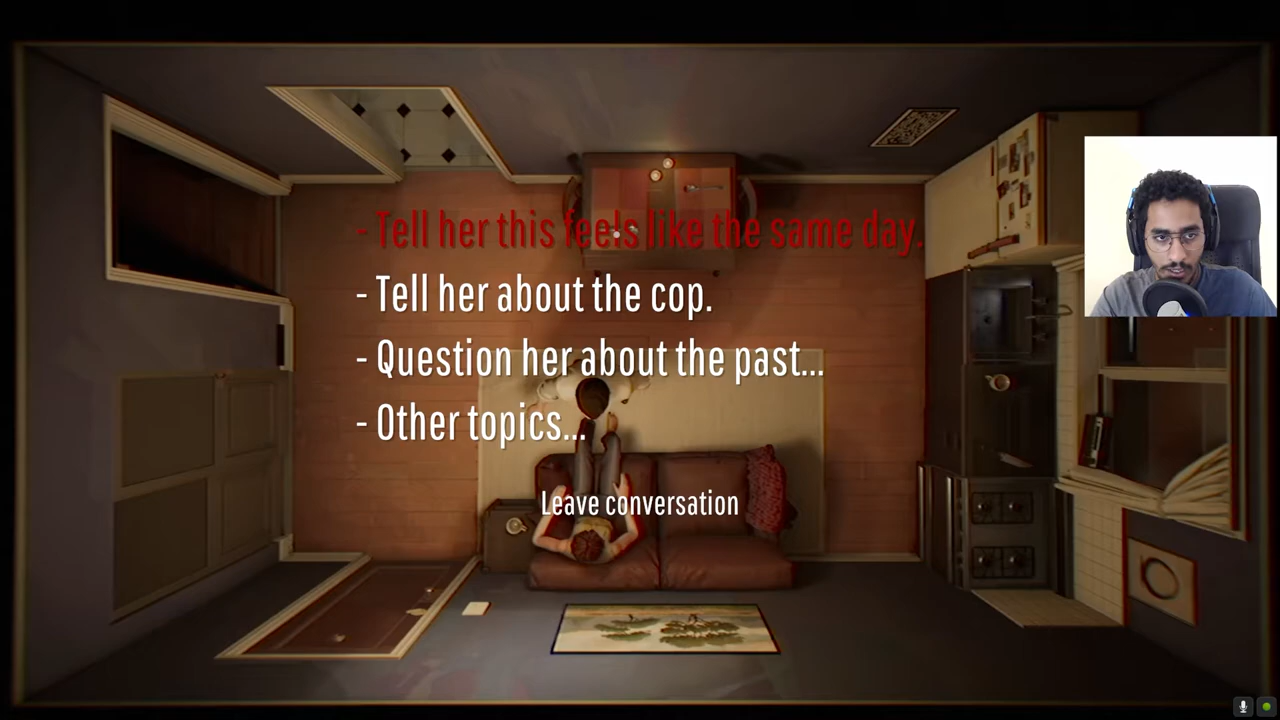 - Tell her this feels like the same day.
- Tell her about the cop.
- Question her about the past...
- Other topics...
Leave conversation